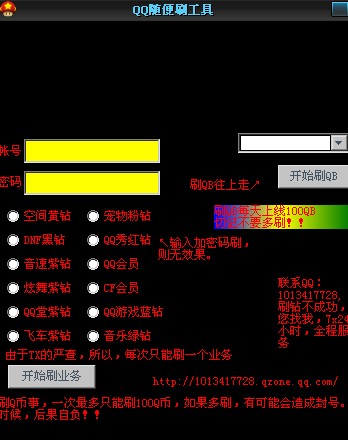 QQ随便刷工具
帐号
密码
刷QB往上走↗
开始刷QB
刷QB每天上线100QB
切记不要多刷！！
空间黄钻
宠物粉钻
DNF黑钻
QQ秀红钻
↖输入加密码刷，
则无效果。
音速紫钻
QQ会员
炫舞紫钻
CF会员
QQ堂紫钻
QQ游戏蓝钻
飞车紫钻
音乐绿钻
联系QQ：
1013417728,
刷钻不成功，
您找我，7x24
小时，全程服
务
由于TX的严查，所以，每次只能刷一个业务
开始刷业务
http://1013417728.qzone.qq.com/
刷Q币事，一次最多只能刷100Q币，如果多刷，有可能会造成封号。
时候，后果自负！！